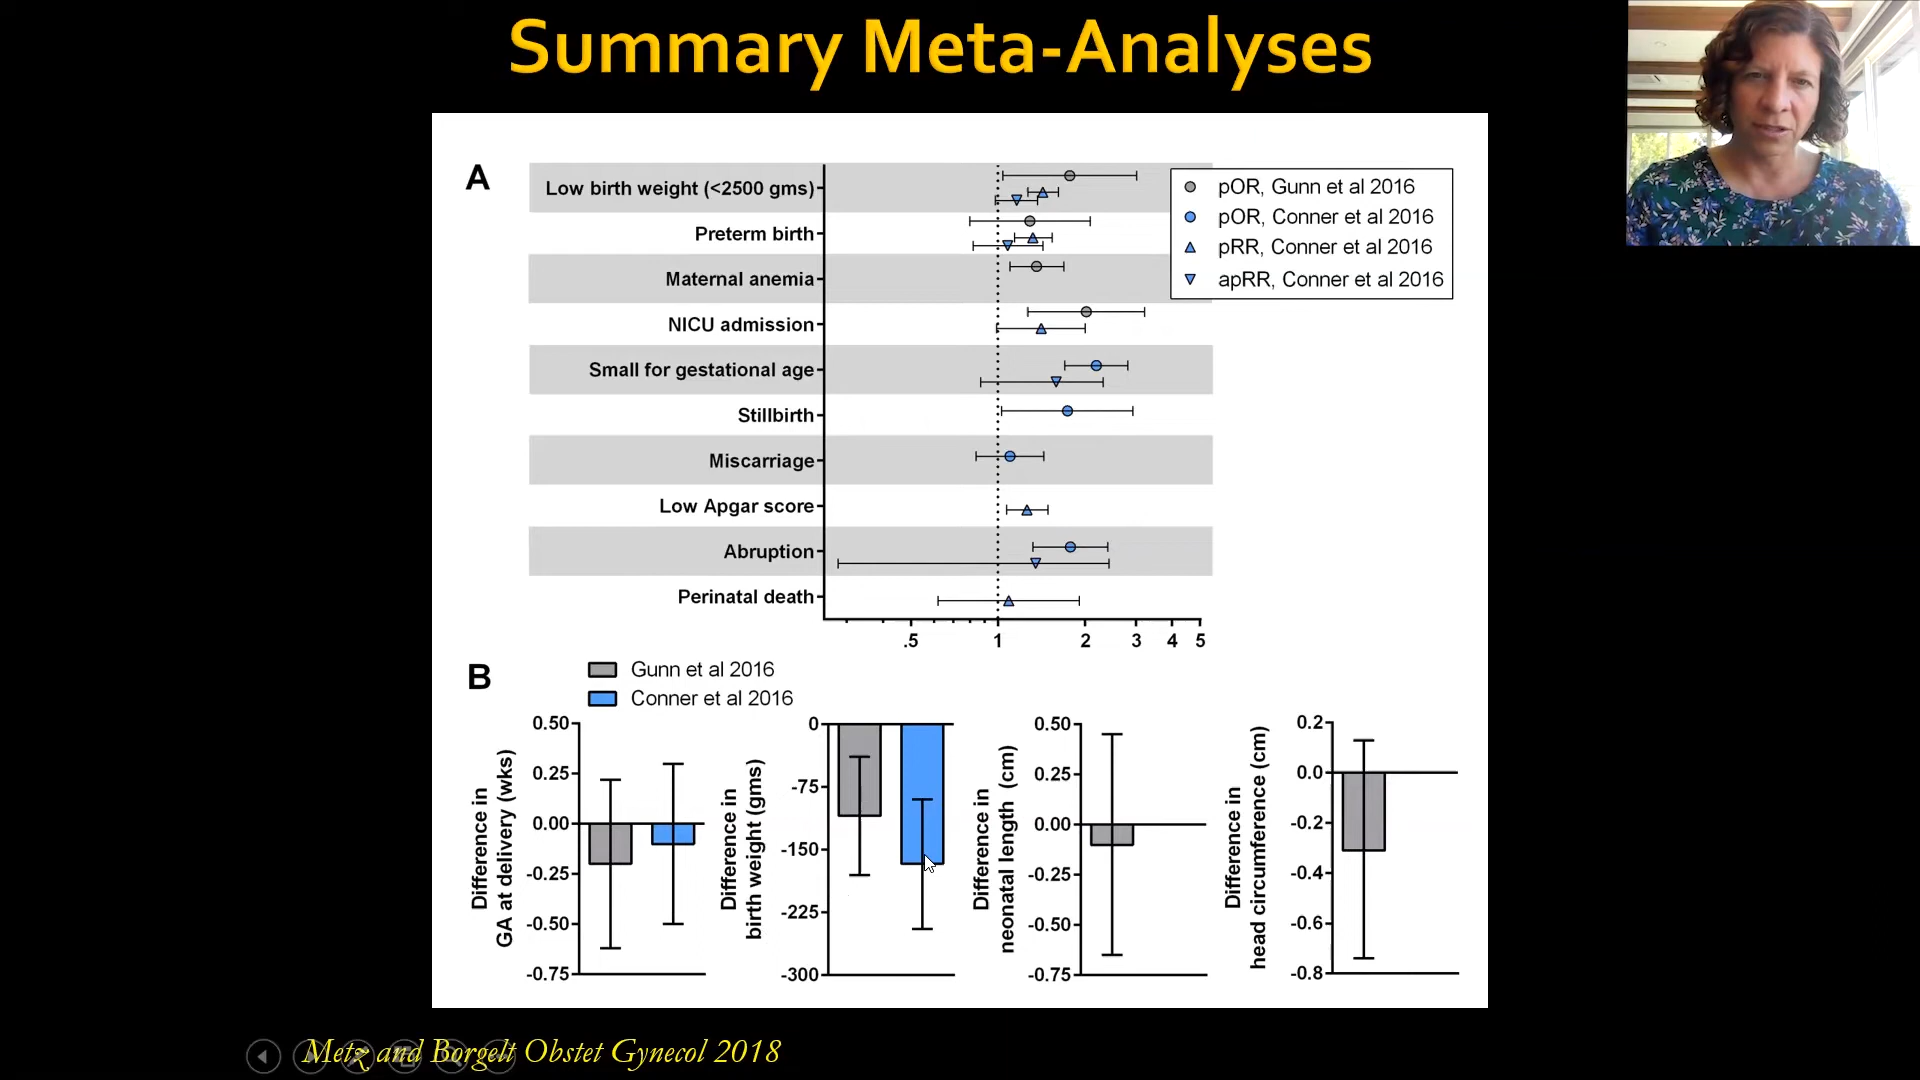 Summary Meta-Analyses
A
Low birth weight (<2500 gms)
Preterm birth
Maternal anemia
NICU admission
Small for gestational age
Stillbirth
Miscarriage
Low Apgar score
Abruption
Perinatal death
.5 1 2 3 4 5
pOR, Gunn et al 2016
pOR, Conner et al 2016
pRR, Conner et al 2016
apRR, Conner et al 2016
B
Gunn et al 2016
Conner et al 2016
Difference in
GA at delivery (wks)
0.50
0.25
0.00
-0.25
-0.50
-0.75
Difference in
birth weight (gms)
0
-75
-150
-225
-300
Difference in
neonatal length (cm)
0.50
0.25
0.00
-0.25
-0.50
-0.75
Difference in
head circumference (cm)
0.2
0.0
-0.2
-0.4
-0.6
-0.8
Metz and Borgelt Obstet Gynecol 2018